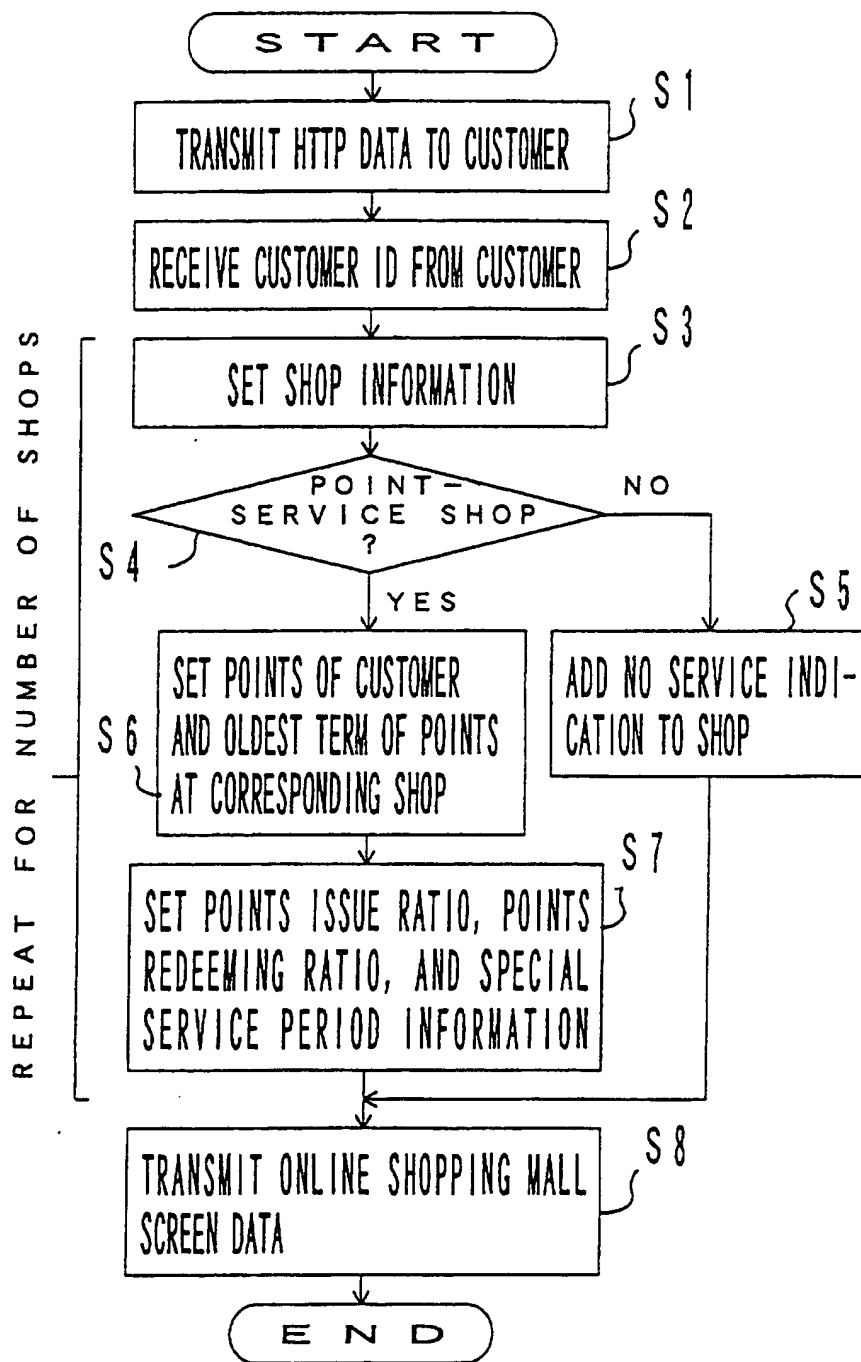 START
S1
TRANSMIT HTTP DATA TO CUSTOMER
S2
RECEIVE CUSTOMER ID FROM CUSTOMER
S3
SET SHOP INFORMATION
REPEAT FOR NUMBER OF SHOPS
POINT-
SERVICE SHOP
?
NO
S4
YES
S5
ADD NO SERVICE INDI-
CATION TO SHOP
S6
SET POINTS OF CUSTOMER
AND OLDEST TERM OF POINTS
AT CORRESPONDING SHOP
S7
SET POINTS ISSUE RATIO, POINTS
REDEEMING RATIO, AND SPECIAL
SERVICE PERIOD INFORMATION
S8
TRANSMIT ONLINE SHOPPING MALL
SCREEN DATA
END